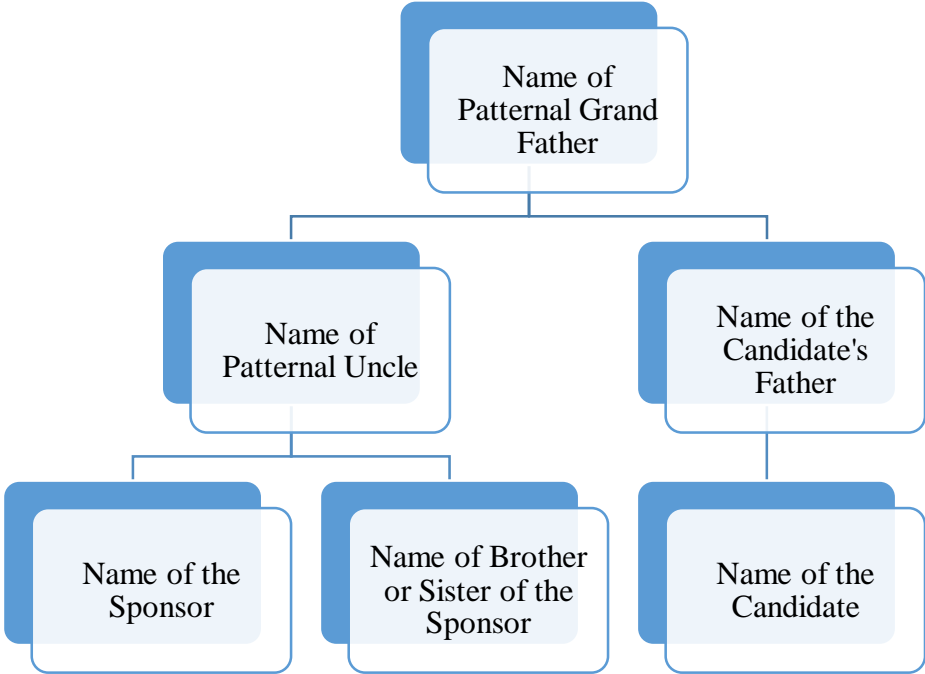 Name of
Patternal Grand
Father
Name of
Patternal Uncle
Name of the
Candidate's
Father
Name of the
Sponsor
Name of Brother
or Sister of the
Sponsor
Name of the
Candidate